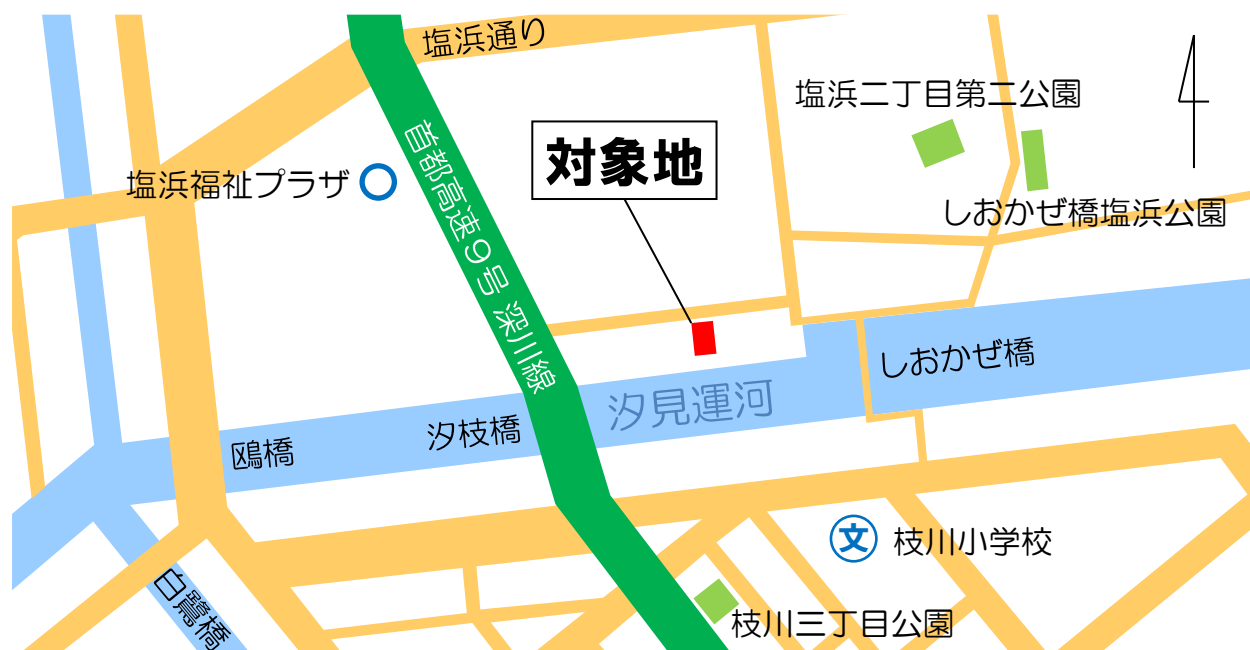 塩浜通り
塩浜二丁目第二公園
首都高速9号 深川線
対象地
塩浜福祉プラザ
しおかぜ橋塩浜公園
しおかぜ橋
汐見運河
汐枝橋
鴎橋
文
枝川小学校
白鷺橋
枝川三丁目公園